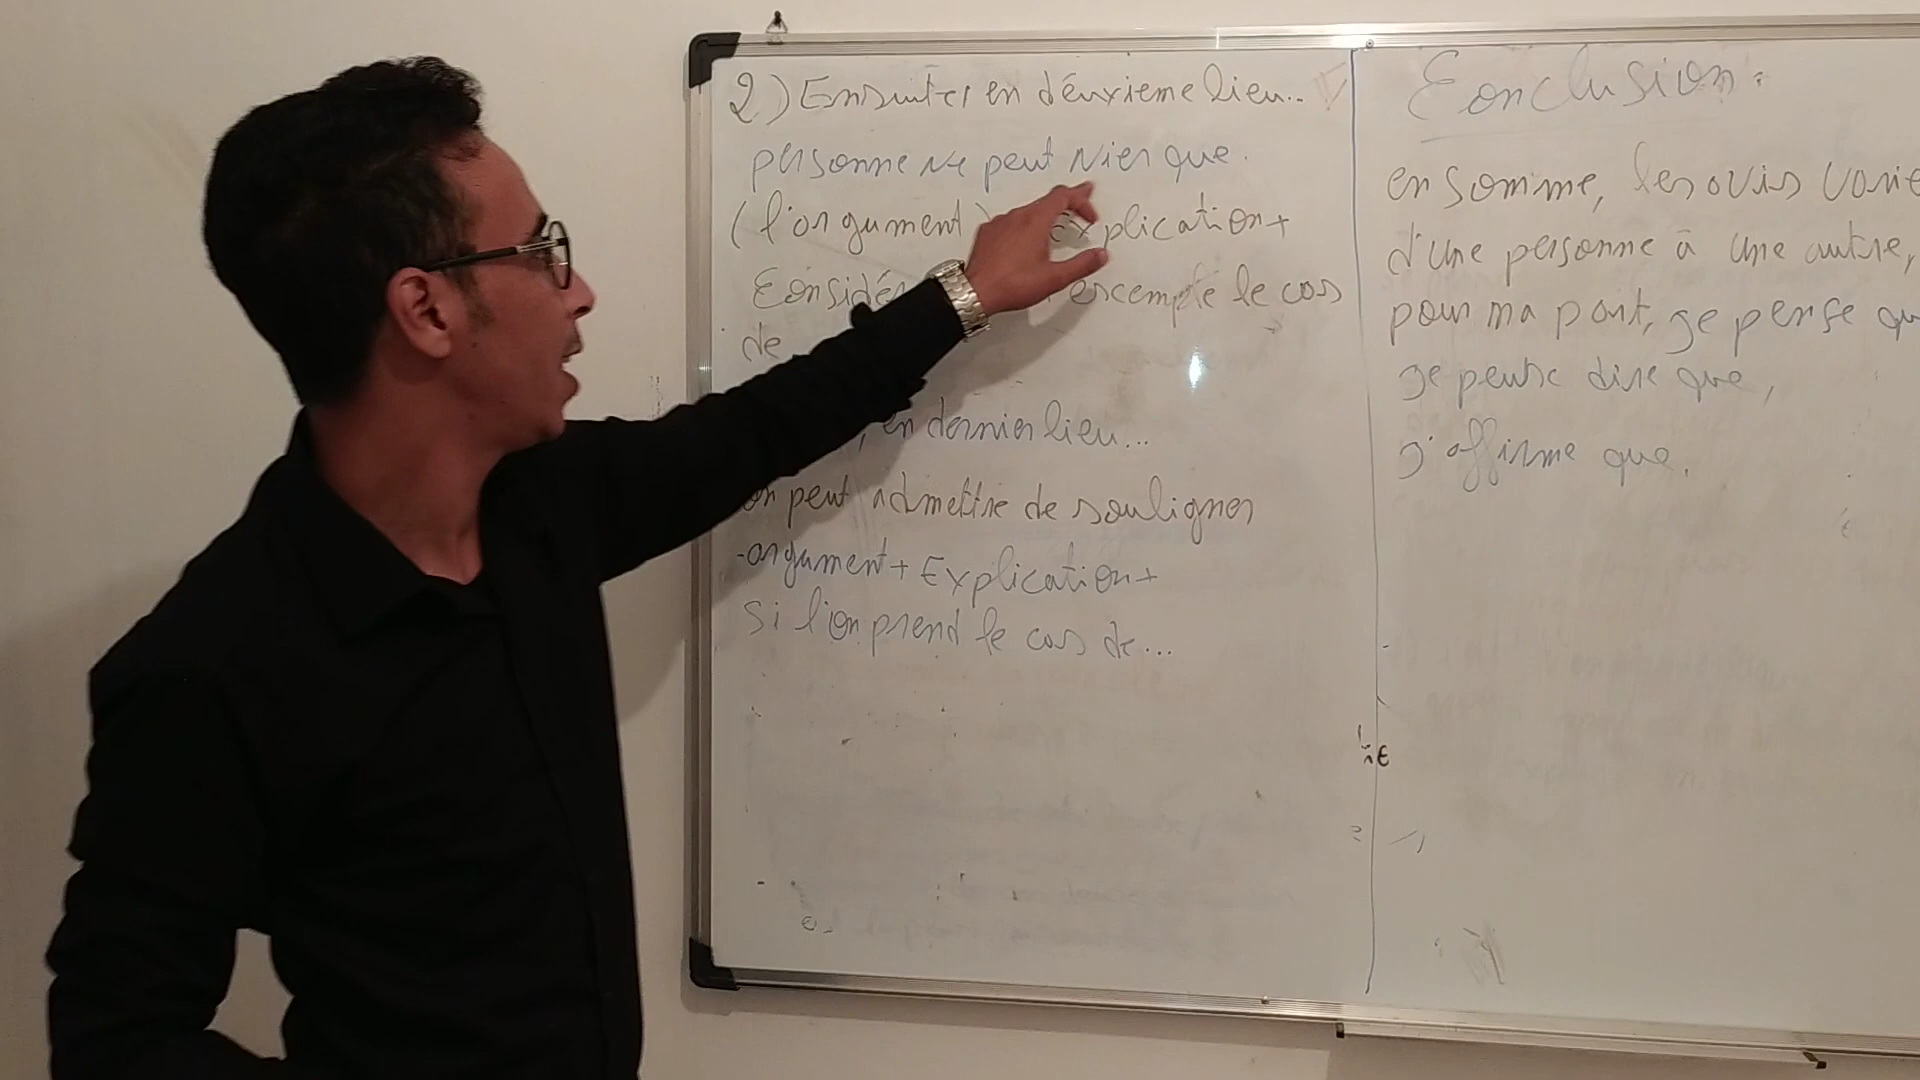 2) Ensuite, en déuxieme lieu...
personne Ne peut Nier que.
(l'argument) Explication +
Considér exemple le cas
de
, en dernier lieu...
on peut admettre de souligner
-argument + Explication +
Si l'on prend le cas de...
Conclusion:
en somme, les avis varie
d'une personne à une autre,
pour ma part, je pense qu
je peux dire que,
j'affirme que.